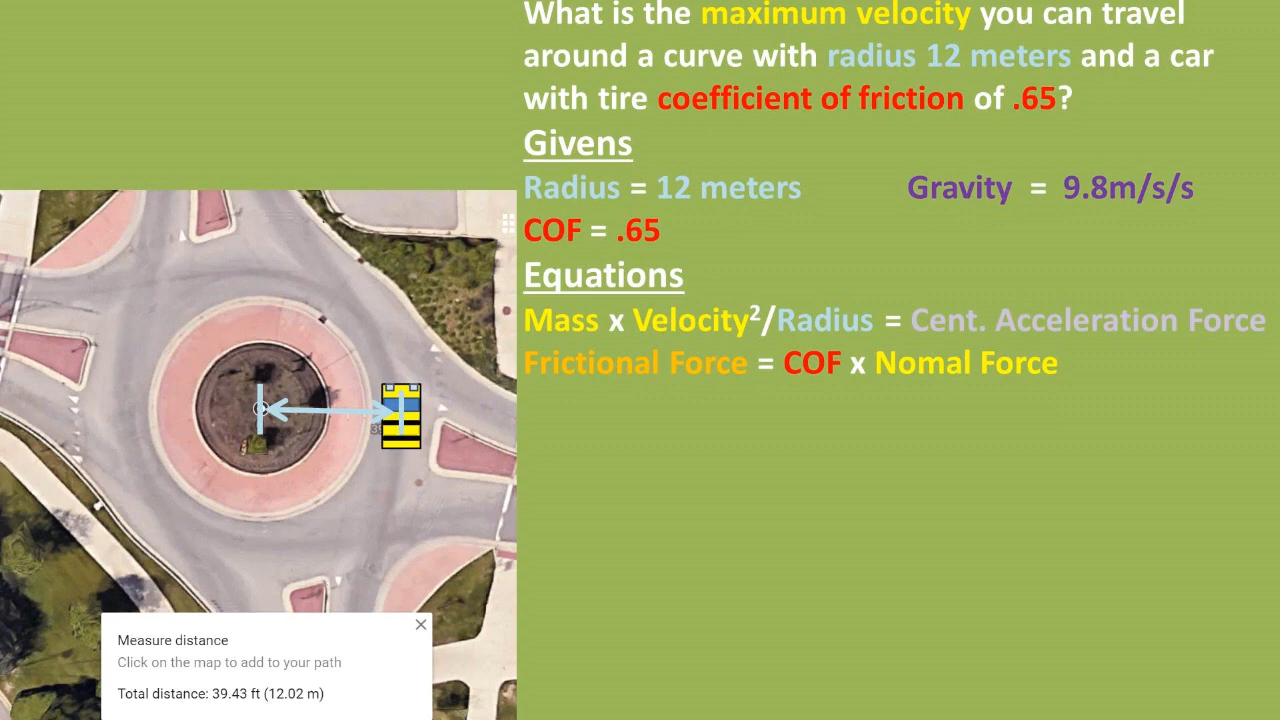 What is the maximum velocity you can travel
around a curve with radius 12 meters and a car
with tire coefficient of friction of .65?
Givens
Radius = 12 meters Gravity = 9.8m/s/s
COF = .65
Equations
Mass x Velocity²/Radius = Cent. Acceleration Force
Frictional Force = COF x Nomal Force
Measure distance
Click on the map to add to your path
Total distance: 39.43 ft (12.02 m)